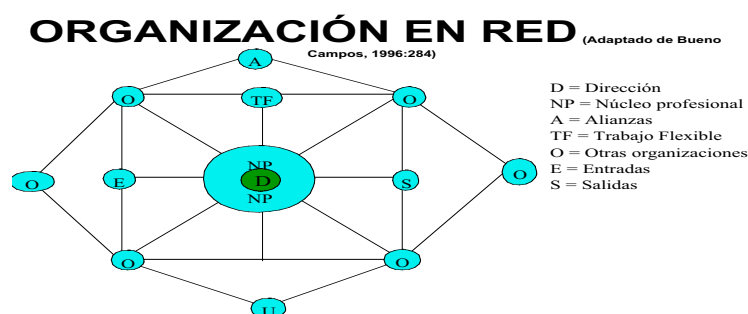 ORGANIZACIÓN EN RED (Adaptado de Bueno
Campos, 1996:284)
A
O TF O
D = Dirección
NP = Núcleo profesional
A = Alianzas
TF = Trabajo Flexible
O = Otras organizaciones
E = Entradas
S = Salidas
NP
O E D S O
NP
O O
U